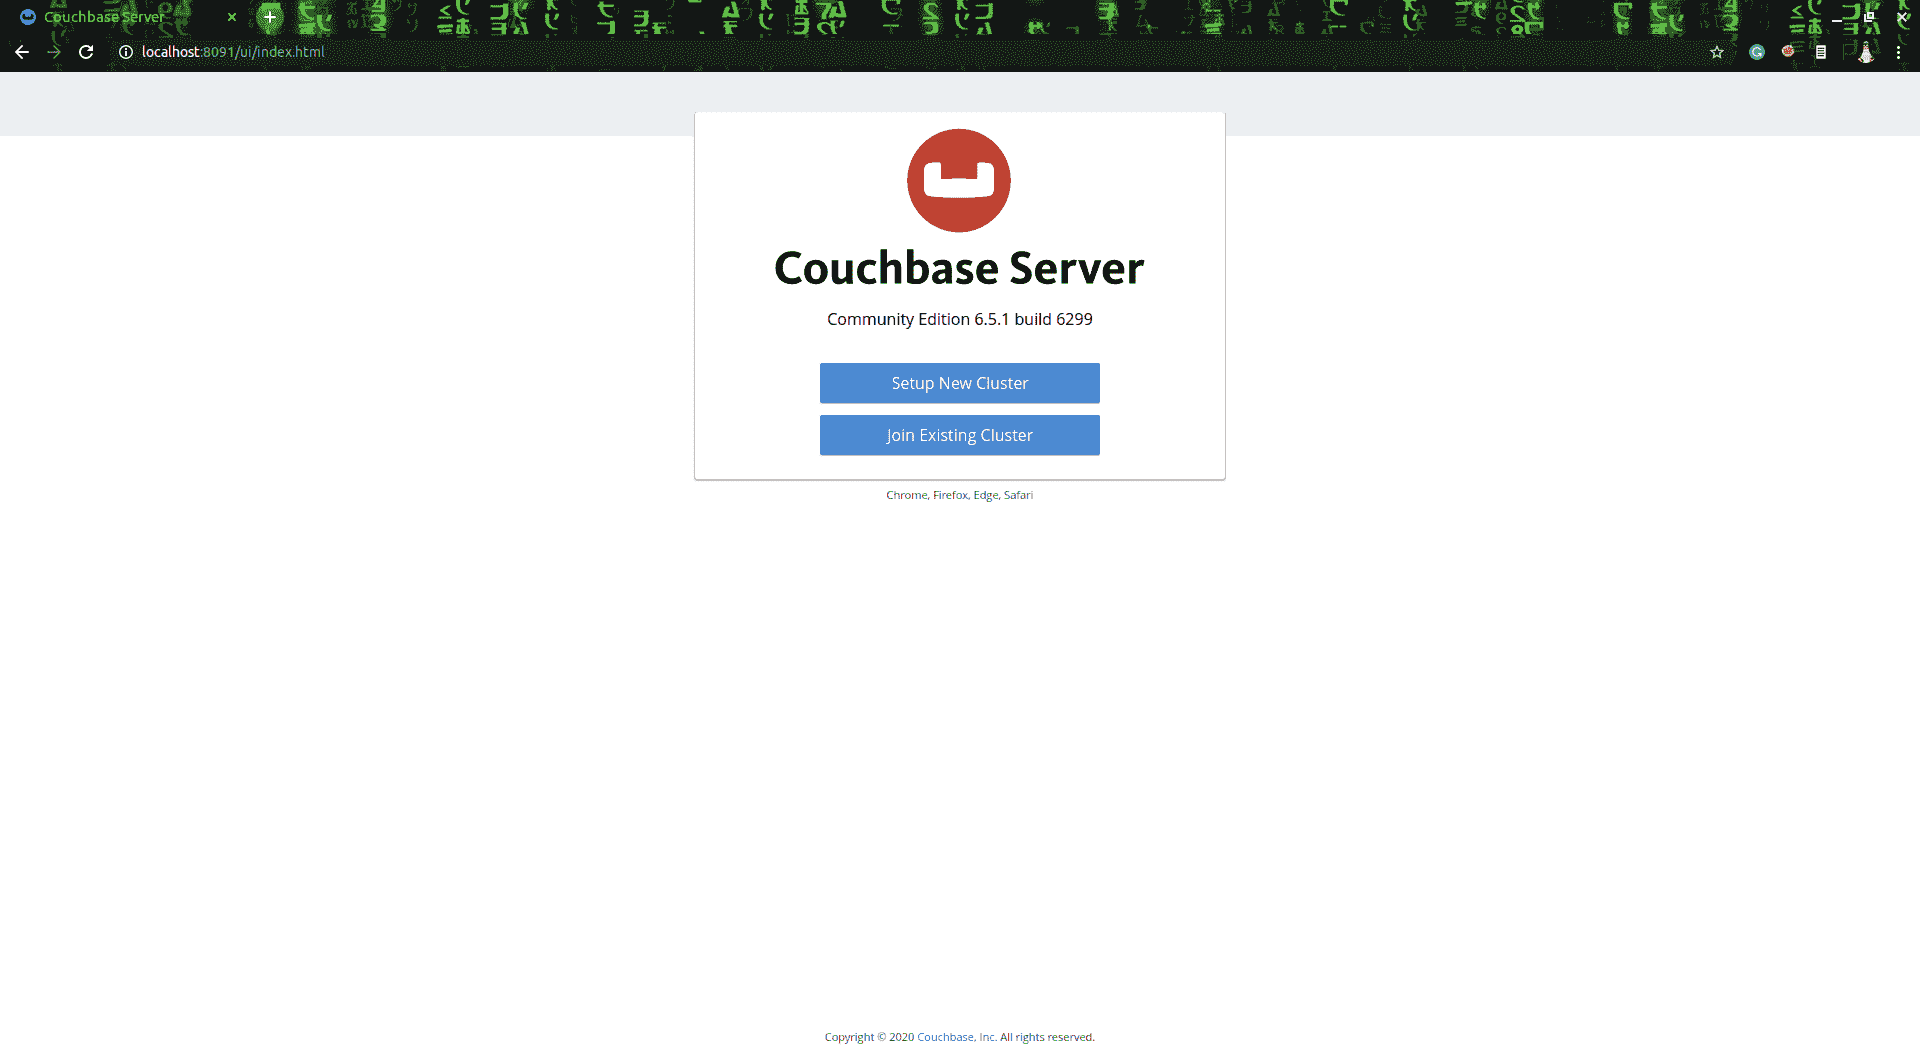 Couchbase Server
localhost:8091/ui/index.html
Couchbase Server
Community Edition 6.5.1 build 6299
Setup New Cluster
Join Existing Cluster
Chrome, Firefox, Edge, Safari
Copyright © 2020 Couchbase, Inc. All rights reserved.